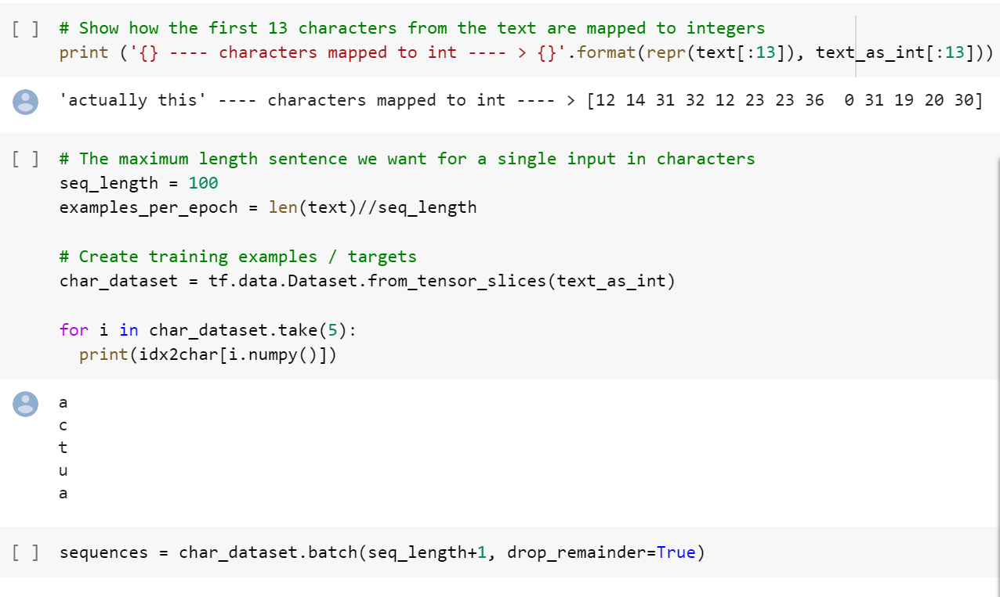 [ ] # Show how the first 13 characters from the text are mapped to integers
print ('{} ---- characters mapped to int ---- > {}'.format(repr(text[:13]), text_as_int[:13]))
'actually this' ---- characters mapped to int ---- > [12 14 31 32 12 23 23 36  0 31 19 20 30]
[ ] # The maximum length sentence we want for a single input in characters
seq_length = 100
examples_per_epoch = len(text)//seq_length
# Create training examples / targets
char_dataset = tf.data.Dataset.from_tensor_slices(text_as_int)
for i in char_dataset.take(5):
  print(idx2char[i.numpy()])
a
c
t
u
a
[ ] sequences = char_dataset.batch(seq_length+1, drop_remainder=True)